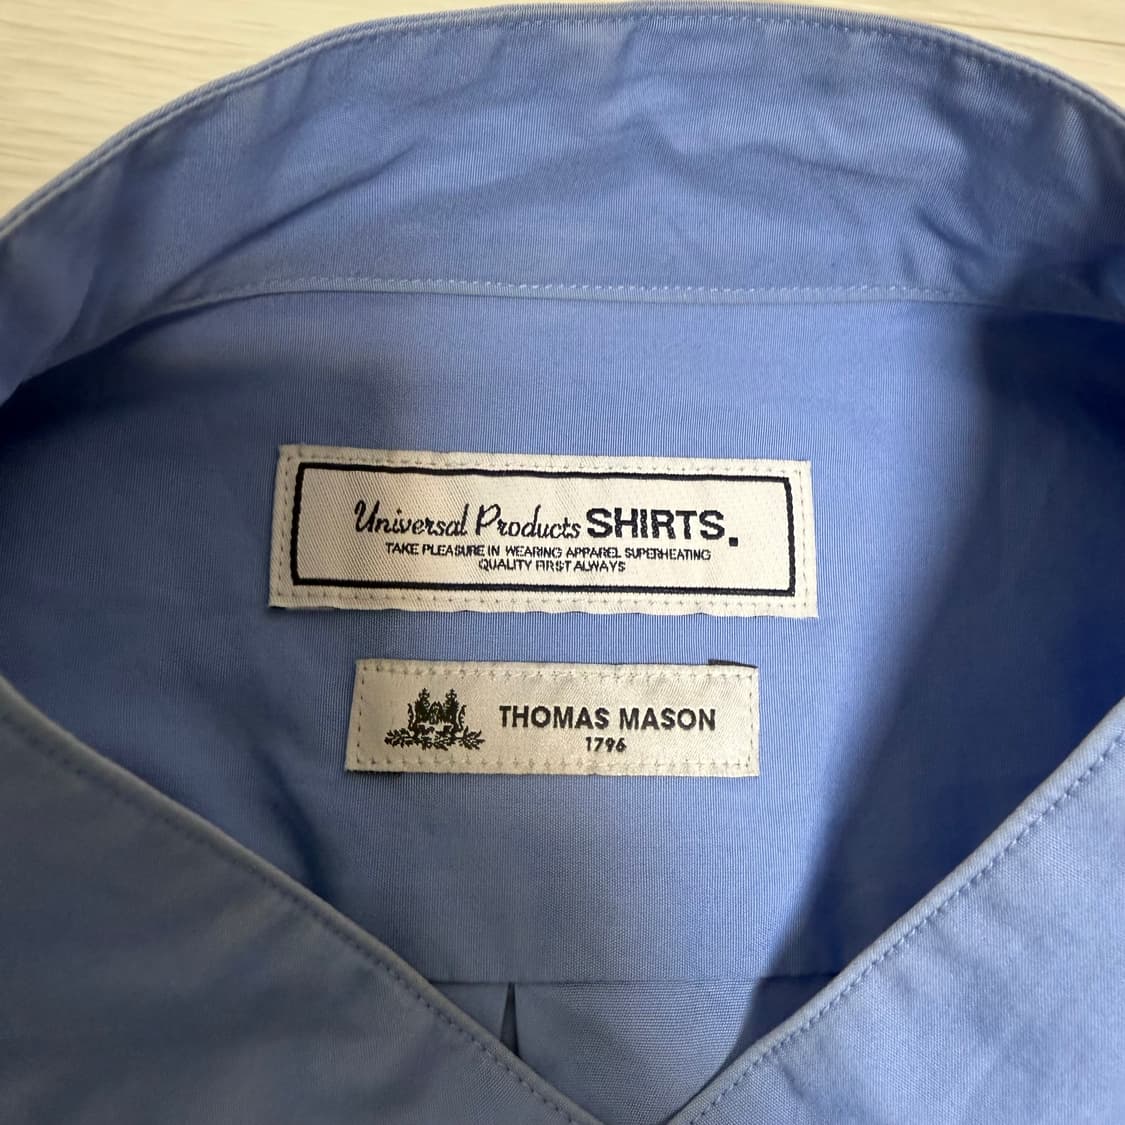 Universal Products SHIRTS.
TAKE PLEASURE IN WEARING APPAREL SUPERHEATING
QUALITY FIRST ALWAYS
THOMAS MASON
1796